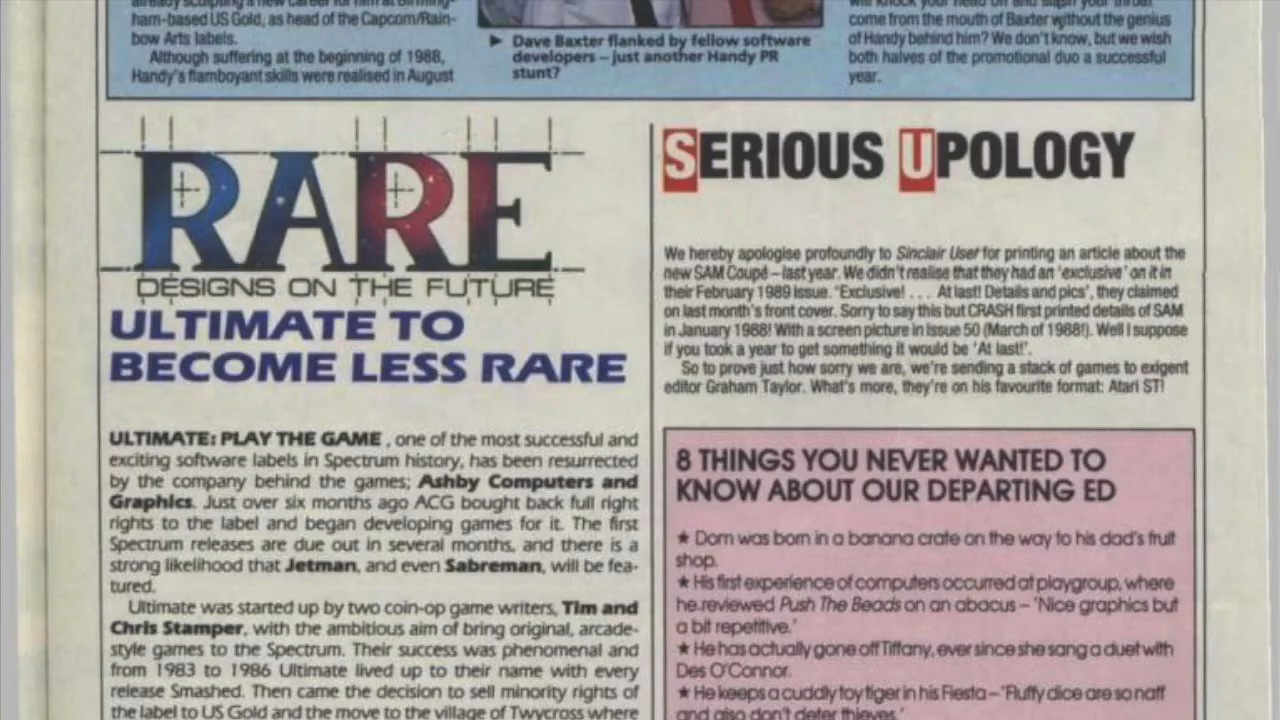 already sculpting a new career for him at Birming-
ham-based US Gold, as head of the Capcom/Rain-
bow Arts labels.
Although suffering at the beginning of 1988,
Handy's flamboyant skills were realised in August
► Dave Baxter flanked by fellow software
developers – just another Handy PR
stunt?
will knock your head off and slash your throat
come from the mouth of Baxter without the genius
of Handy behind him? We don't know, but we wish
both halves of the promotional duo a successful
year.
RARE
DESIGNS ON THE FUTURE
ULTIMATE TO
BECOME LESS RARE
ULTIMATE: PLAY THE GAME , one of the most successful and
exciting software labels in Spectrum history, has been resurrected
by the company behind the games; Ashby Computers and
Graphics. Just over six months ago ACG bought back full right
rights to the label and began developing games for it. The first
Spectrum releases are due out in several months, and there is a
strong likelihood that Jetman, and even Sabreman, will be fea-
tured.
Ultimate was started up by two coin-op game writers, Tim and
Chris Stamper, with the ambitious aim of bring original, arcade-
style games to the Spectrum. Their success was phenomenal and
from 1983 to 1986 Ultimate lived up to their name with every
release Smashed. Then came the decision to sell minority rights of
the label to US Gold and the move to the village of Twycross where
SERIOUS UPOLOGY
We hereby apologise profoundly to Sinclair User for printing an article about the
new SAM Coupé – last year. We didn't realise that they had an 'exclusive' on it in
their February 1989 issue. 'Exclusive! . . . At last! Details and pics', they claimed
on last month's front cover. Sorry to say this but CRASH first printed details of SAM
in January 1988! With a screen picture in Issue 50 (March of 1988!). Well I suppose
if you took a year to get something it would be 'At last!'.
So to prove just how sorry we are, we're sending a stack of games to exigent
editor Graham Taylor. What's more, they're on his favourite format: Atari ST!
8 THINGS YOU NEVER WANTED TO
KNOW ABOUT OUR DEPARTING ED
★ Dom was born in a banana crate on the way to his dad's fruit
shop.
★ His first experience of computers occurred at playgroup, where
he reviewed Push The Beads on an abacus – 'Nice graphics but
a bit repetitive.'
★ He has actually gone off Tiffany, ever since she sang a duet with
Des O'Connor.
★ He keeps a cuddly toy tiger in his Fiesta – 'Fluffy dice are so naff
and also don't deter thieves.'